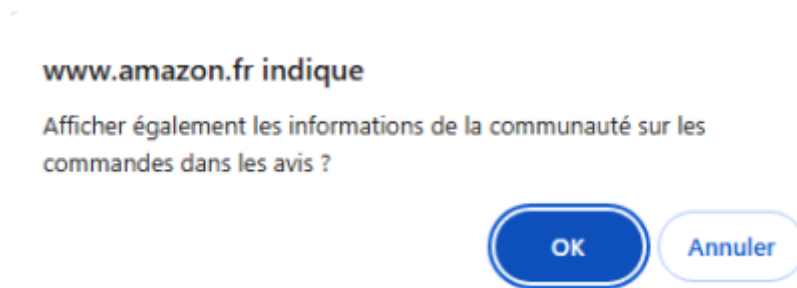 www.amazon.fr indique
Afficher également les informations de la communauté sur les
commandes dans les avis ?
OK
Annuler